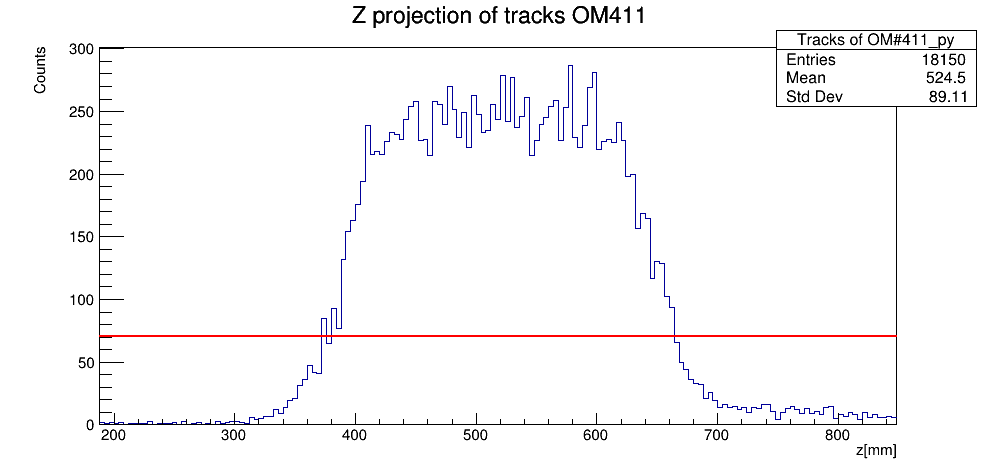 Z projection of tracks OM411
Tracks of OM#411_py
Entries 18150
Mean 524.5
Std Dev 89.11
Counts
300
250
200
150
100
50
0
200 300 400 500 600 700 800
z[mm]